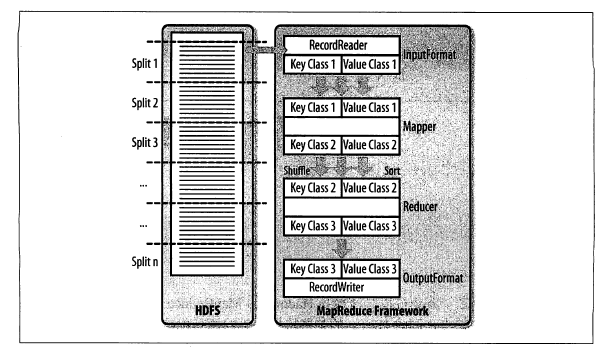 Split 1
Split 2
Split 3
...
...
Split n
HDFS
RecordReader
Key Class 1 Value Class 1
InputFormat
Key Class 1 Value Class 1
Mapper
Key Class 2 Value Class 2
Shuffle Sort
Key Class 2 Value Class 2
Reducer
Key Class 3 Value Class 3
Key Class 3 Value Class 3
OutputFormat
RecordWriter
MapReduce Framework